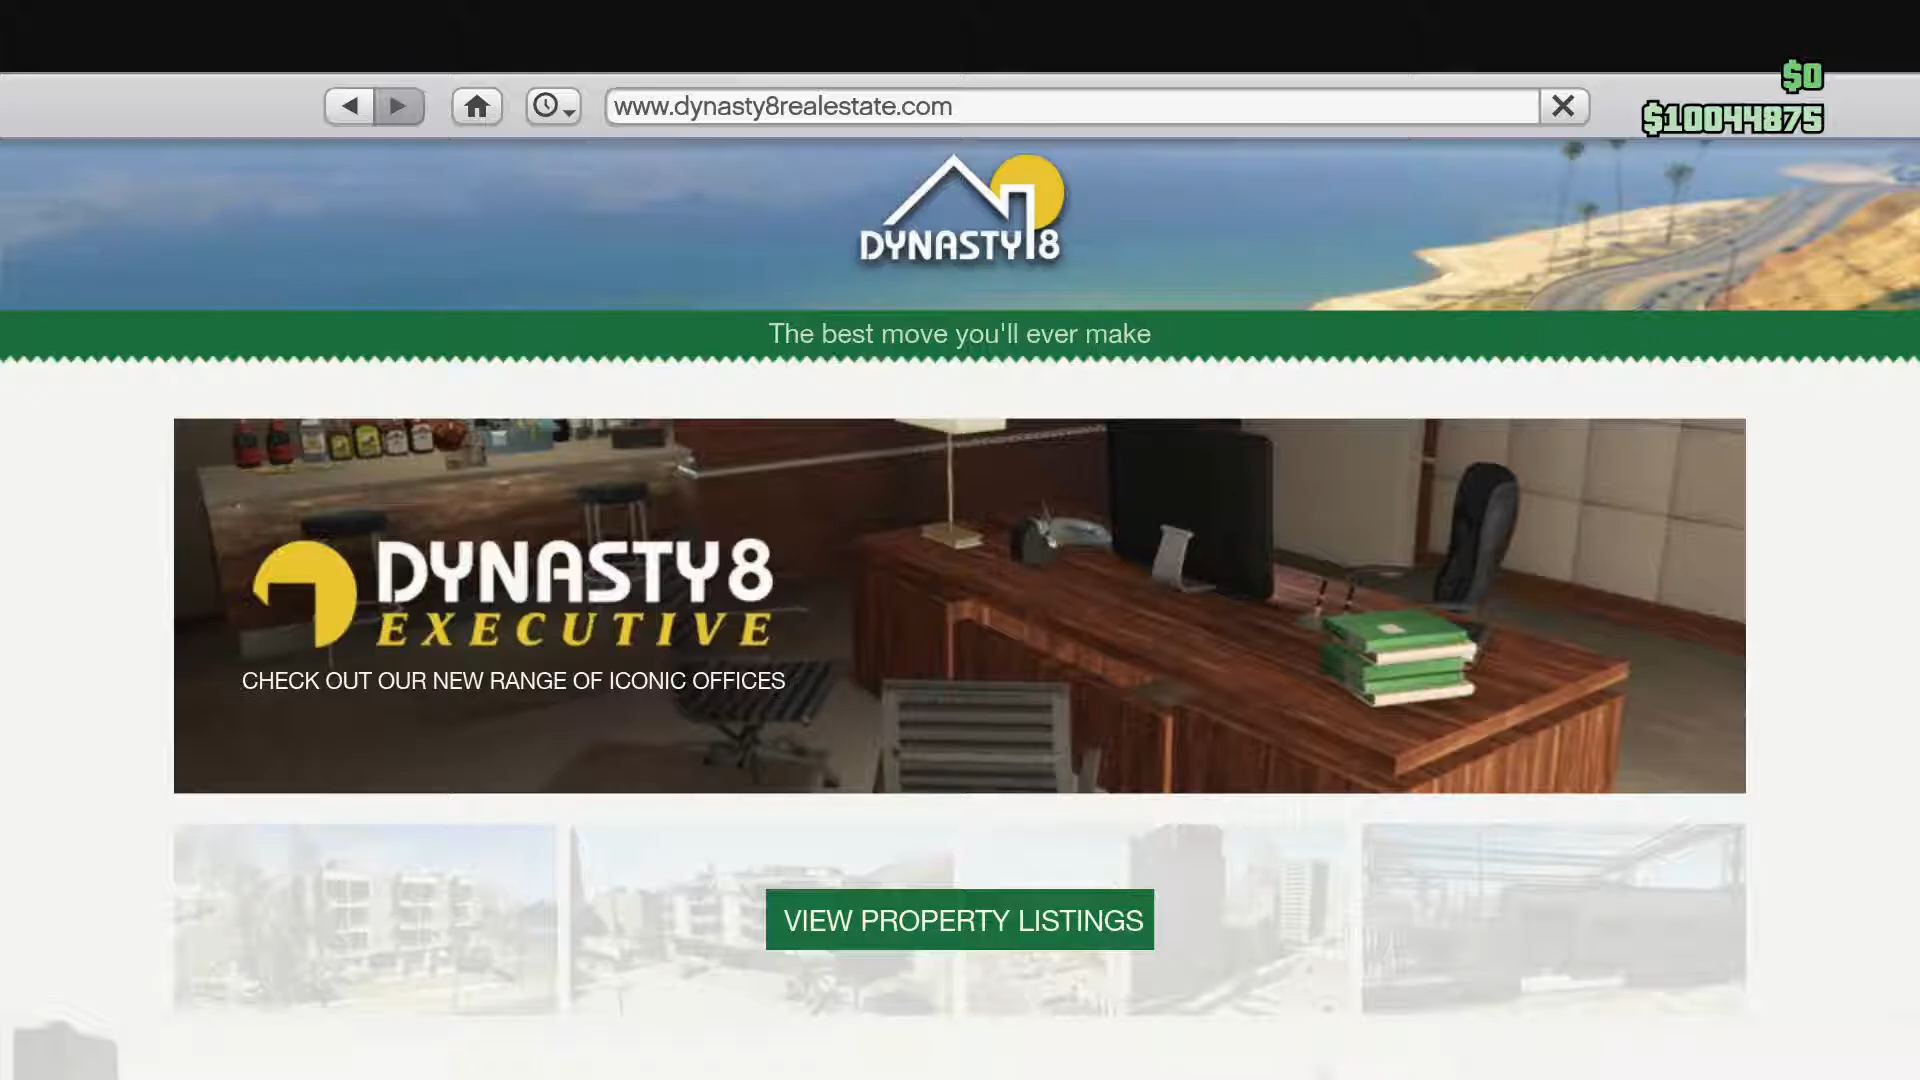 $0
www.dynasty8realestate.com
$10044875
DYNASTY 8
The best move you'll ever make
DYNASTY 8
EXECUTIVE
CHECK OUT OUR NEW RANGE OF ICONIC OFFICES
VIEW PROPERTY LISTINGS